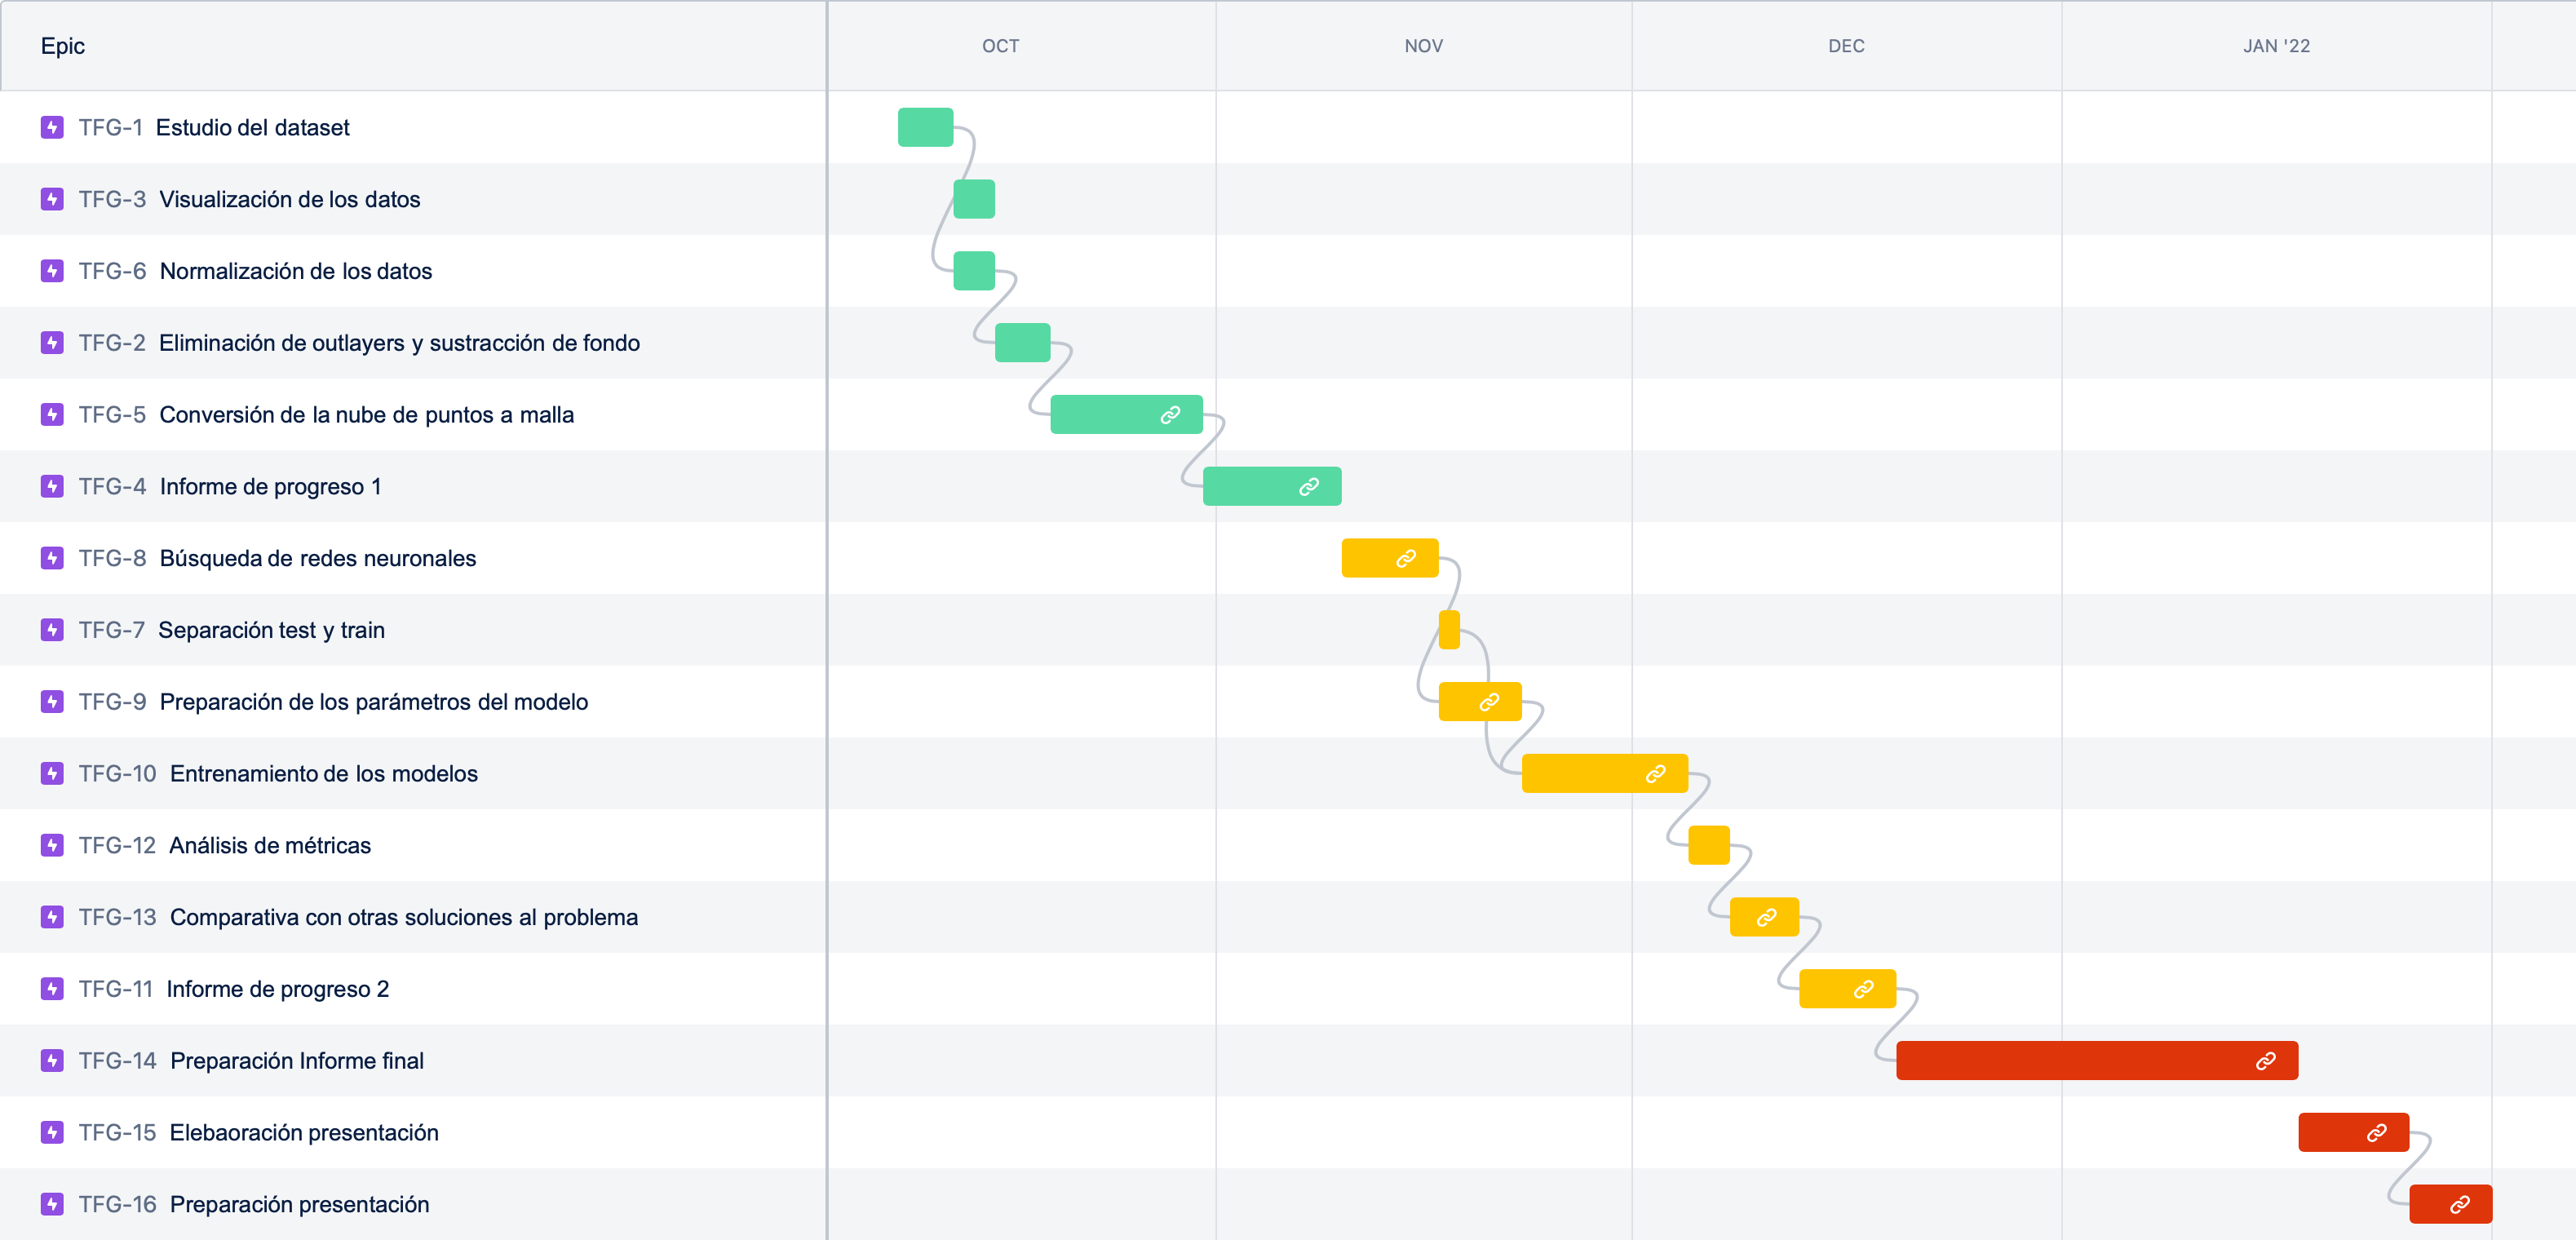 Epic OCT NOV DEC JAN '22
TFG-1 Estudio del dataset
TFG-3 Visualización de los datos
TFG-6 Normalización de los datos
TFG-2 Eliminación de outlayers y sustracción de fondo
TFG-5 Conversión de la nube de puntos a malla
TFG-4 Informe de progreso 1
TFG-8 Búsqueda de redes neuronales
TFG-7 Separación test y train
TFG-9 Preparación de los parámetros del modelo
TFG-10 Entrenamiento de los modelos
TFG-12 Análisis de métricas
TFG-13 Comparativa con otras soluciones al problema
TFG-11 Informe de progreso 2
TFG-14 Preparación Informe final
TFG-15 Elebaoración presentación
TFG-16 Preparación presentación